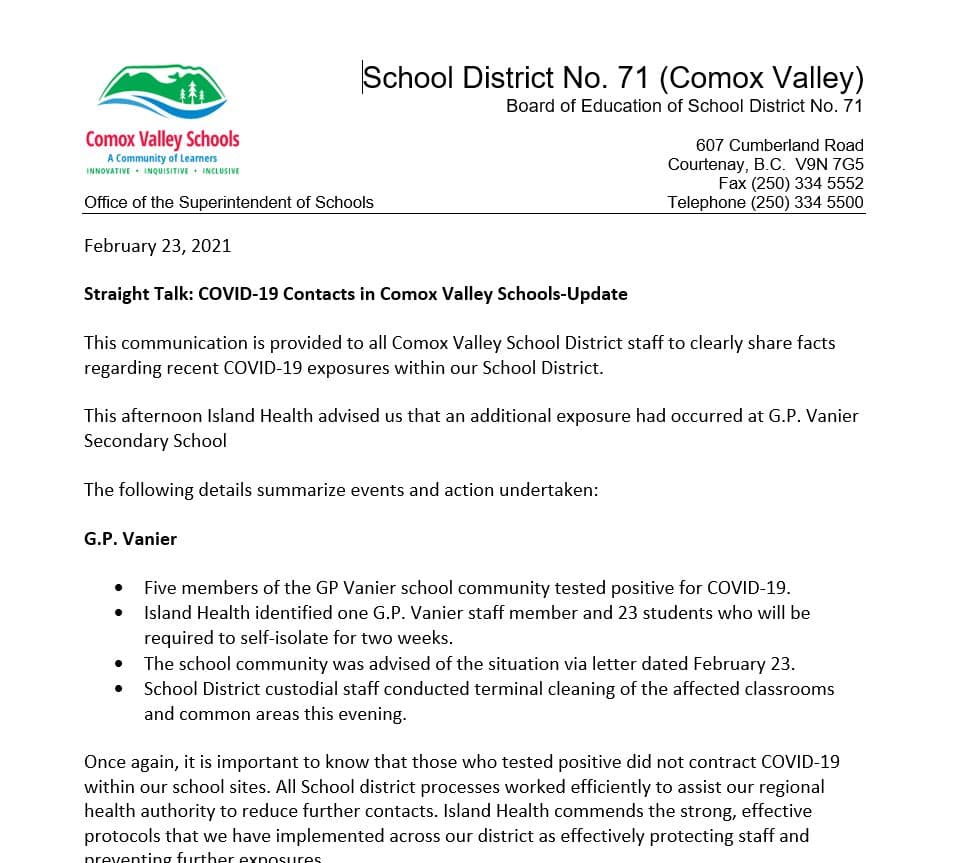 School District No. 71 (Comox Valley)
Board of Education of School District No. 71
Comox Valley Schools
A Community of Learners
INNOVATIVE • INQUISITIVE • INCLUSIVE
607 Cumberland Road
Courtenay, B.C. V9N 7G5
Fax (250) 334 5552
Office of the Superintendent of Schools
Telephone (250) 334 5500
February 23, 2021
Straight Talk: COVID-19 Contacts in Comox Valley Schools-Update
This communication is provided to all Comox Valley School District staff to clearly share facts
regarding recent COVID-19 exposures within our School District.
This afternoon Island Health advised us that an additional exposure had occurred at G.P. Vanier
Secondary School
The following details summarize events and action undertaken:
G.P. Vanier
• Five members of the GP Vanier school community tested positive for COVID-19.
• Island Health identified one G.P. Vanier staff member and 23 students who will be
required to self-isolate for two weeks.
• The school community was advised of the situation via letter dated February 23.
• School District custodial staff conducted terminal cleaning of the affected classrooms
and common areas this evening.
Once again, it is important to know that those who tested positive did not contract COVID-19
within our school sites. All School district processes worked efficiently to assist our regional
health authority to reduce further contacts. Island Health commends the strong, effective
protocols that we have implemented across our district as effectively protecting staff and
preventing further exposures.